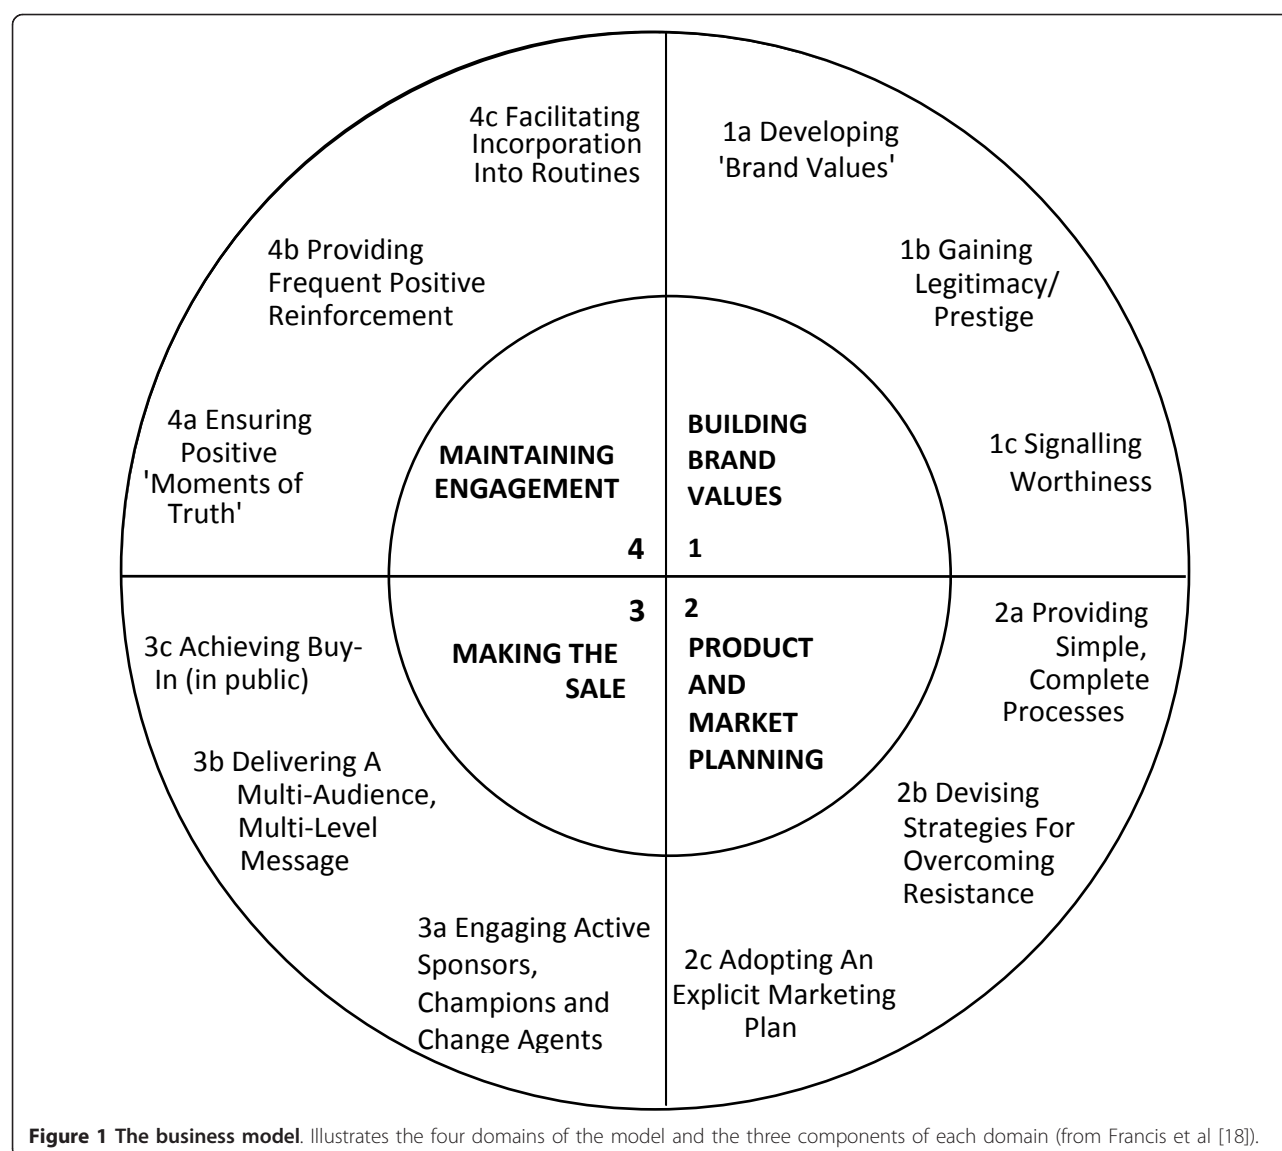 4c Facilitating
Incorporation
Into Routines
1a Developing
'Brand Values'
4b Providing
Frequent Positive
Reinforcement
1b Gaining
Legitimacy/
Prestige
4a Ensuring
Positive
'Moments of
Truth'
MAINTAINING
ENGAGEMENT
4
BUILDING
BRAND
VALUES
1
1c Signalling
Worthiness
3c Achieving Buy-
In (in public)
3
MAKING THE
SALE
2
PRODUCT
AND
MARKET
PLANNING
2a Providing
Simple,
Complete
Processes
3b Delivering A
Multi-Audience,
Multi-Level
Message
2b Devising
Strategies For
Overcoming
Resistance
3a Engaging Active
Sponsors,
Champions and
Change Agents
2c Adopting An
Explicit Marketing
Plan
Figure 1 The business model. Illustrates the four domains of the model and the three components of each domain (from Francis et al [18]).